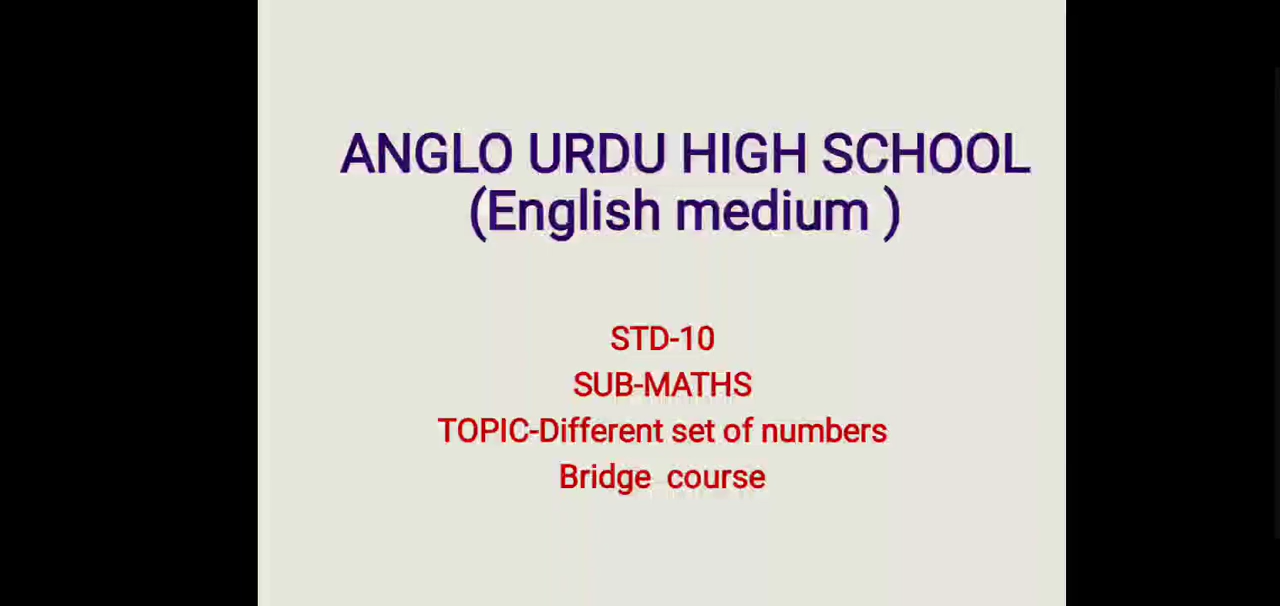 ANGLO URDU HIGH SCHOOL
(English medium )
STD-10
SUB-MATHS
TOPIC-Different set of numbers
Bridge course